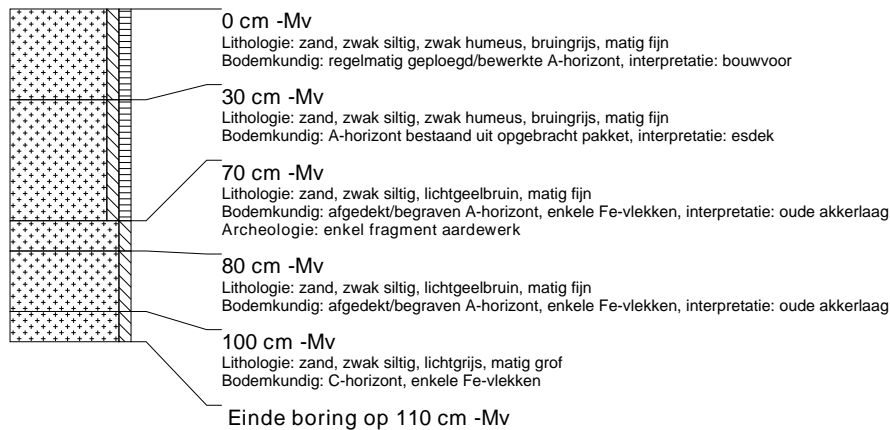 0 cm -Mv
Lithologie: zand, zwak siltig, zwak humeus, bruingrijs, matig fijn
Bodemkundig: regelmatig geploegd/bewerkte A-horizont, interpretatie: bouwvoor
30 cm -Mv
Lithologie: zand, zwak siltig, zwak humeus, bruingrijs, matig fijn
Bodemkundig: A-horizont bestaand uit opgebracht pakket, interpretatie: esdek
70 cm -Mv
Lithologie: zand, zwak siltig, lichtgeelbruin, matig fijn
Bodemkundig: afgedekt/begraven A-horizont, enkele Fe-vlekken, interpretatie: oude akkerlaag
Archeologie: enkel fragment aardewerk
80 cm -Mv
Lithologie: zand, zwak siltig, lichtgeelbruin, matig fijn
Bodemkundig: afgedekt/begraven A-horizont, enkele Fe-vlekken, interpretatie: oude akkerlaag
100 cm -Mv
Lithologie: zand, zwak siltig, lichtgrijs, matig grof
Bodemkundig: C-horizont, enkele Fe-vlekken
Einde boring op 110 cm -Mv